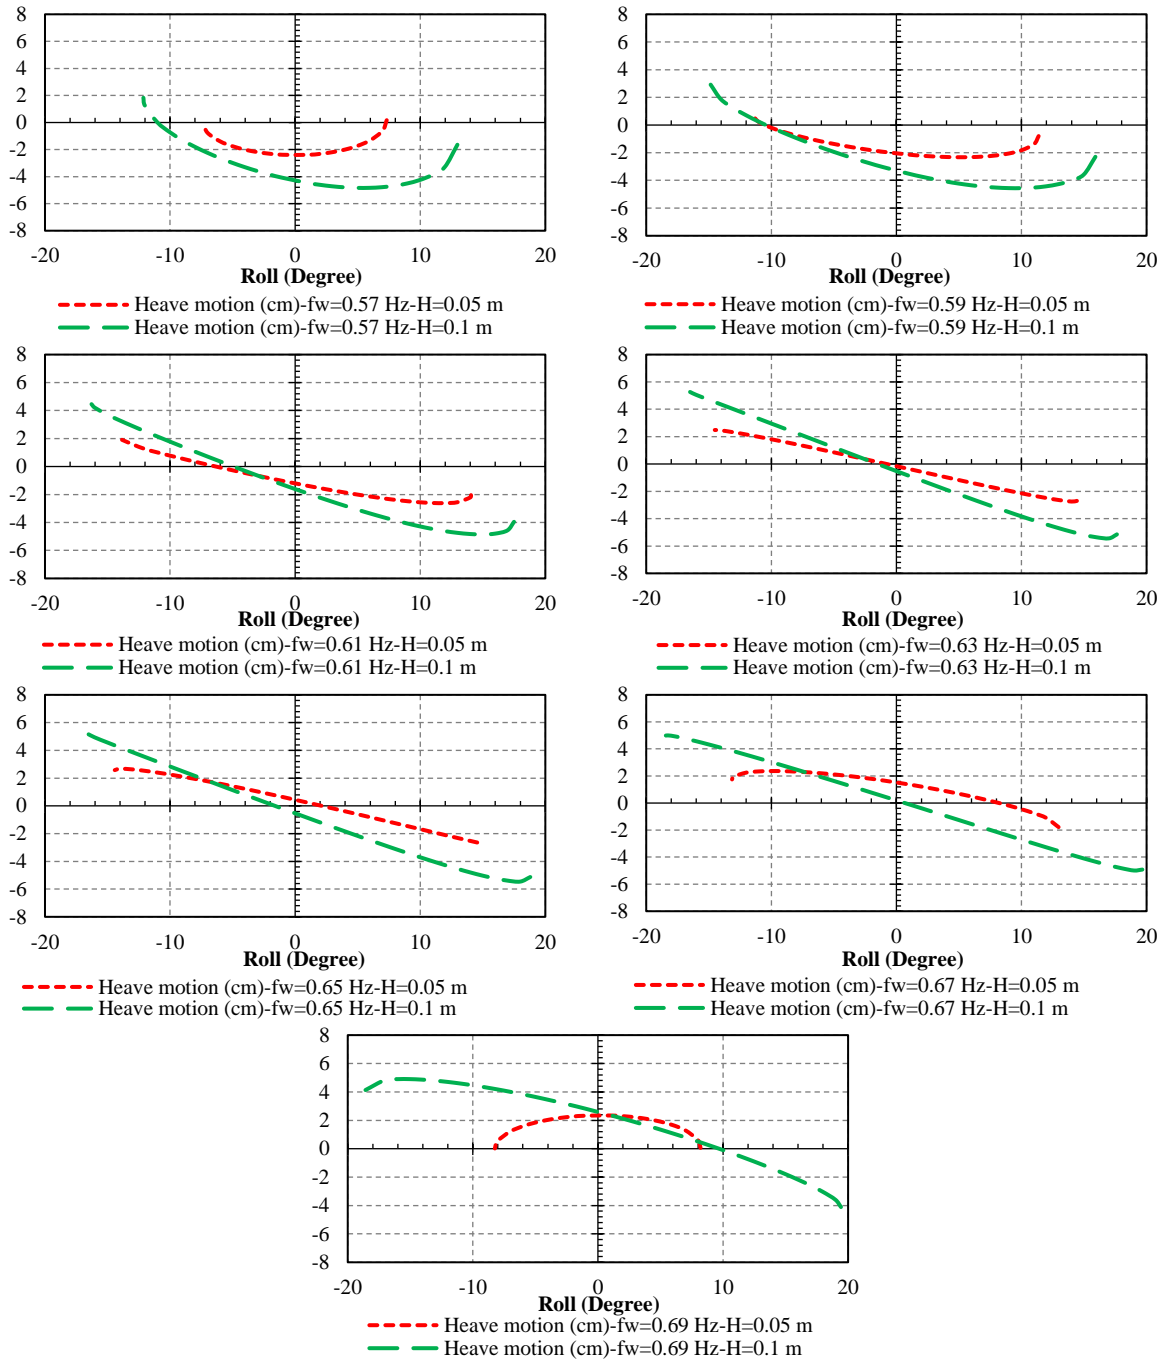 8
6
4
2
0
-2
-4
-6
-8
-20 -10 0 10 20
Roll (Degree)
Heave motion (cm)-fw=0.57 Hz-H=0.05 m
Heave motion (cm)-fw=0.57 Hz-H=0.1 m
8
6
4
2
0
-2
-4
-6
-8
-20 -10 0 10 20
Roll (Degree)
Heave motion (cm)-fw=0.59 Hz-H=0.05 m
Heave motion (cm)-fw=0.59 Hz-H=0.1 m
8
6
4
2
0
-2
-4
-6
-8
-20 -10 0 10 20
Roll (Degree)
Heave motion (cm)-fw=0.61 Hz-H=0.05 m
Heave motion (cm)-fw=0.61 Hz-H=0.1 m
8
6
4
2
0
-2
-4
-6
-8
-20 -10 0 10 20
Roll (Degree)
Heave motion (cm)-fw=0.63 Hz-H=0.05 m
Heave motion (cm)-fw=0.63 Hz-H=0.1 m
8
6
4
2
0
-2
-4
-6
-8
-20 -10 0 10 20
Roll (Degree)
Heave motion (cm)-fw=0.65 Hz-H=0.05 m
Heave motion (cm)-fw=0.65 Hz-H=0.1 m
8
6
4
2
0
-2
-4
-6
-8
-20 -10 0 10 20
Roll (Degree)
Heave motion (cm)-fw=0.67 Hz-H=0.05 m
Heave motion (cm)-fw=0.67 Hz-H=0.1 m
8
6
4
2
0
-2
-4
-6
-8
-20 -10 0 10 20
Roll (Degree)
Heave motion (cm)-fw=0.69 Hz-H=0.05 m
Heave motion (cm)-fw=0.69 Hz-H=0.1 m